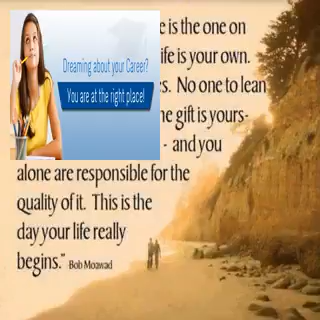 e is the one on
ife is your own.
Dreaming about your Career?
s. No one to lean
You are at the right place!
he gift is yours-
- and you
alone are responsible for the
quality of it. This is the
day your life really
begins." Bob Moawad